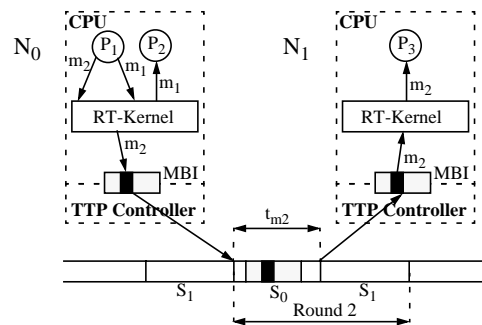 CPU
CPU
N0
N1
P1
P2
P3
m2
m1
m1
m2
RT-Kernel
RT-Kernel
m2
m2
MBI
MBI
TTP Controller
TTP Controller
tm2
S1
S0
S1
Round 2